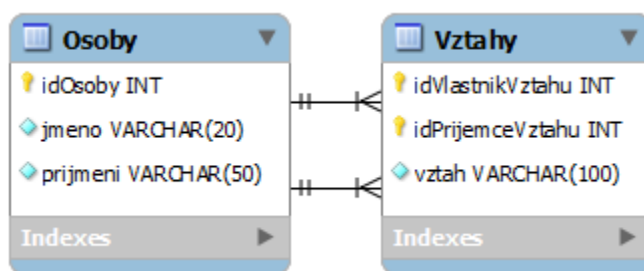 Osoby
idOsoby INT
jmeno VARCHAR(20)
prijmeni VARCHAR(50)
Indexes
Vztahy
idVlastnikVztahu INT
idPrijemceVztahu INT
vztah VARCHAR(100)
Indexes